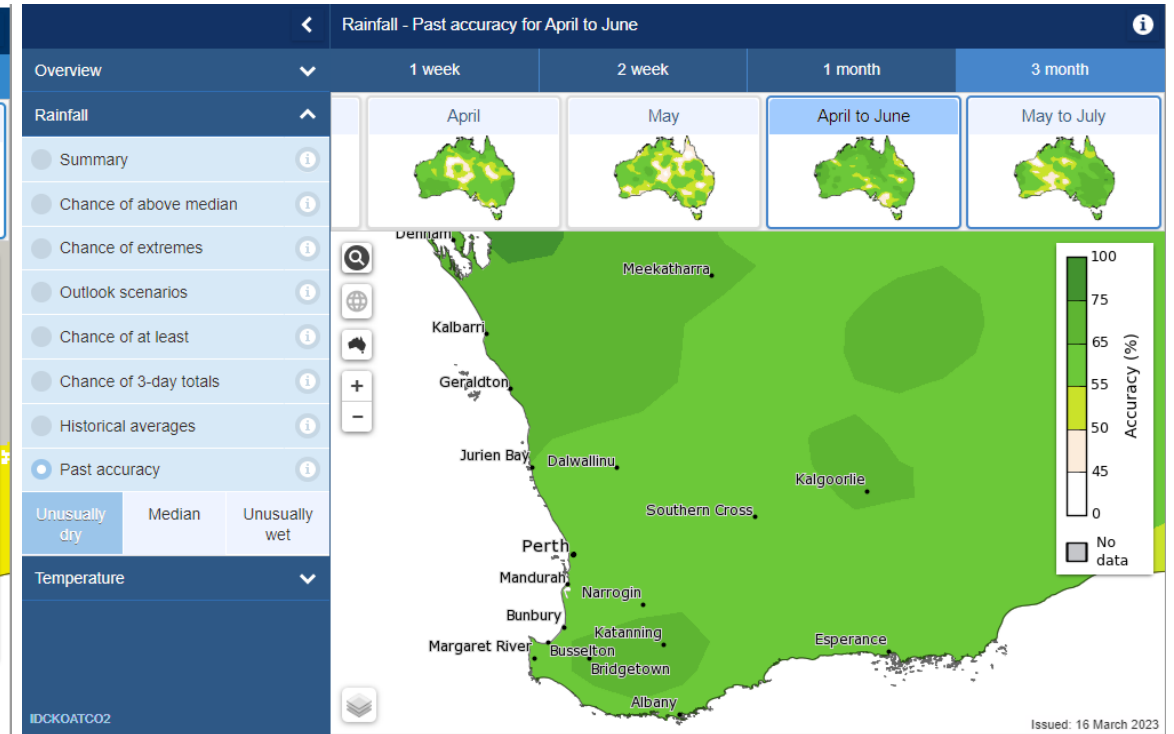 Rainfall - Past accuracy for April to June
Overview
1 week
2 week
1 month
3 month
Rainfall
April
May
April to June
May to July
Summary
Chance of above median
Chance of extremes
Outlook scenarios
Chance of at least
Chance of 3-day totals
Historical averages
Past accuracy
Unusually
dry
Median
Unusually
wet
Temperature
IDCKOATCO2
Denham
Meekatharra
Kalbarri
Geraldton
Jurien Bay
Dalwallinu
Kalgoorlie
Southern Cross
Perth
Mandurah
Narrogin
Bunbury
Katanning
Margaret River
Busselton
Bridgetown
Esperance
Albany
100
75
65
55
50
45
0
Accuracy (%)
No
data
Issued: 16 March 2023